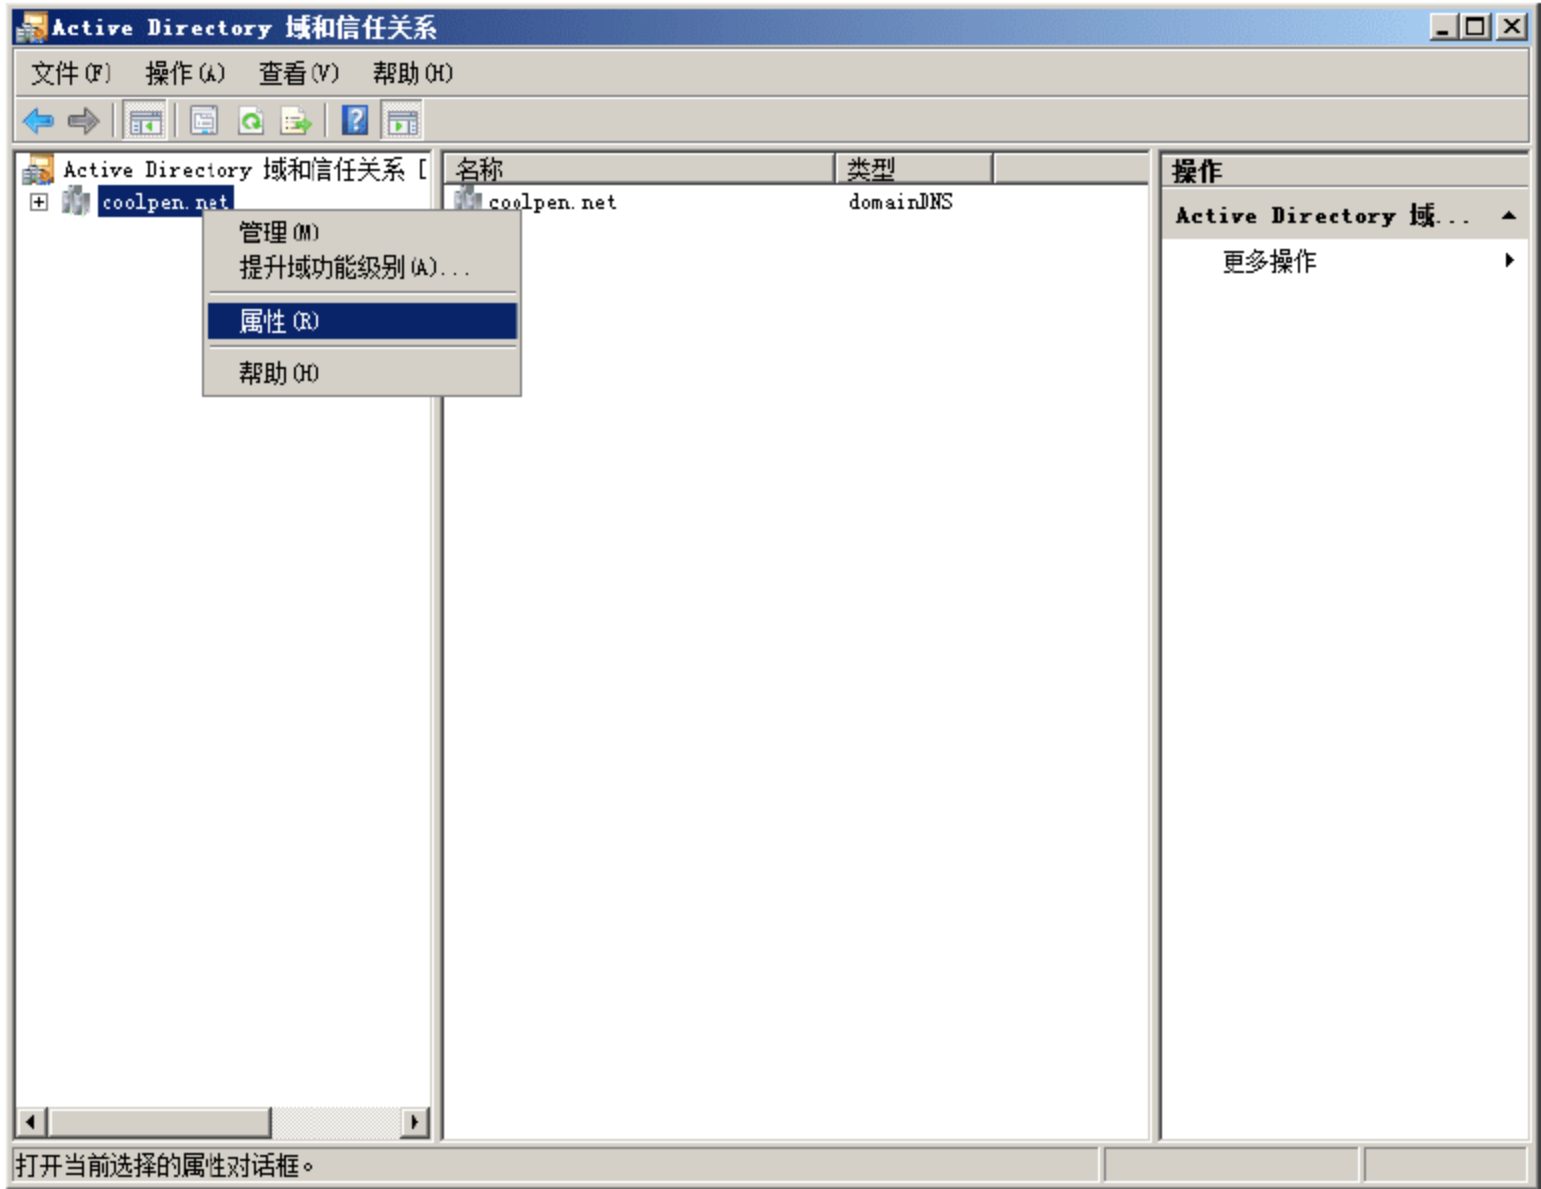 Active Directory 域和信任关系
文件(F) 操作(A) 查看(V) 帮助(H)
Active Directory 域和信任关系 [
coolpen.net
管理(M)
提升域功能级别(A)...
属性(R)
帮助(H)
名称 类型
coolpen.net domainDNS
操作
Active Directory 域...
更多操作
打开当前选择的属性对话框。